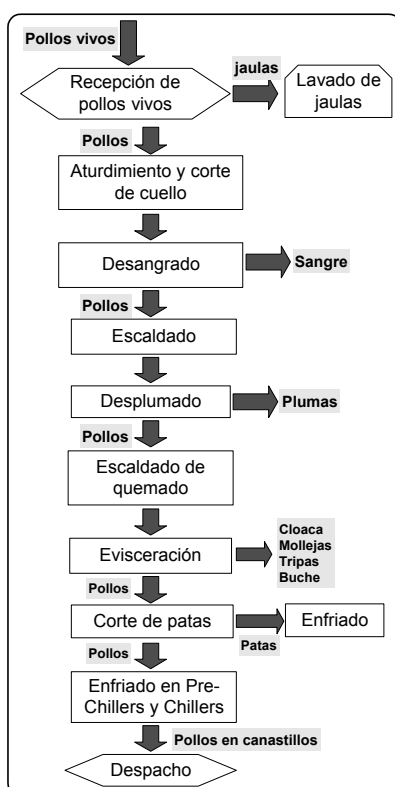 Pollos vivos
Recepción de
pollos vivos
jaulas
Lavado de
jaulas
Pollos
Aturdimiento y corte
de cuello
Desangrado
Sangre
Pollos
Escaldado
Desplumado
Plumas
Pollos
Escaldado de
quemado
Evisceración
Cloaca
Mollejas
Tripas
Buche
Pollos
Corte de patas
Patas
Enfriado
Pollos
Enfriado en Pre-
Chillers y Chillers
Pollos en canastillos
Despacho